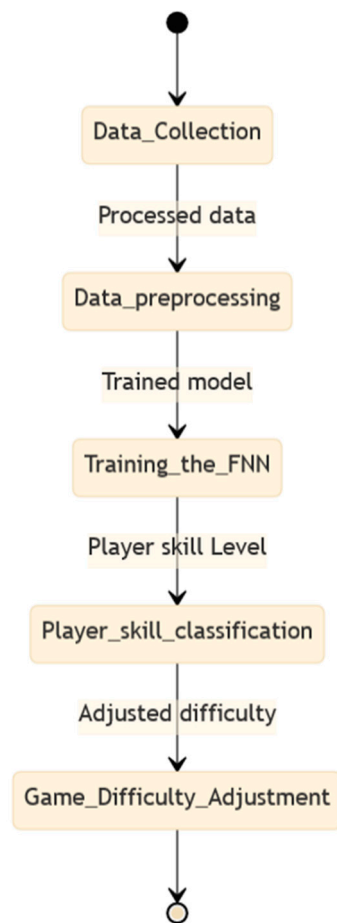 Data_Collection
Processed data
Data_preprocessing
Trained model
Training_the_FNN
Player skill Level
Player_skill_classification
Adjusted difficulty
Game_Difficulty_Adjustment